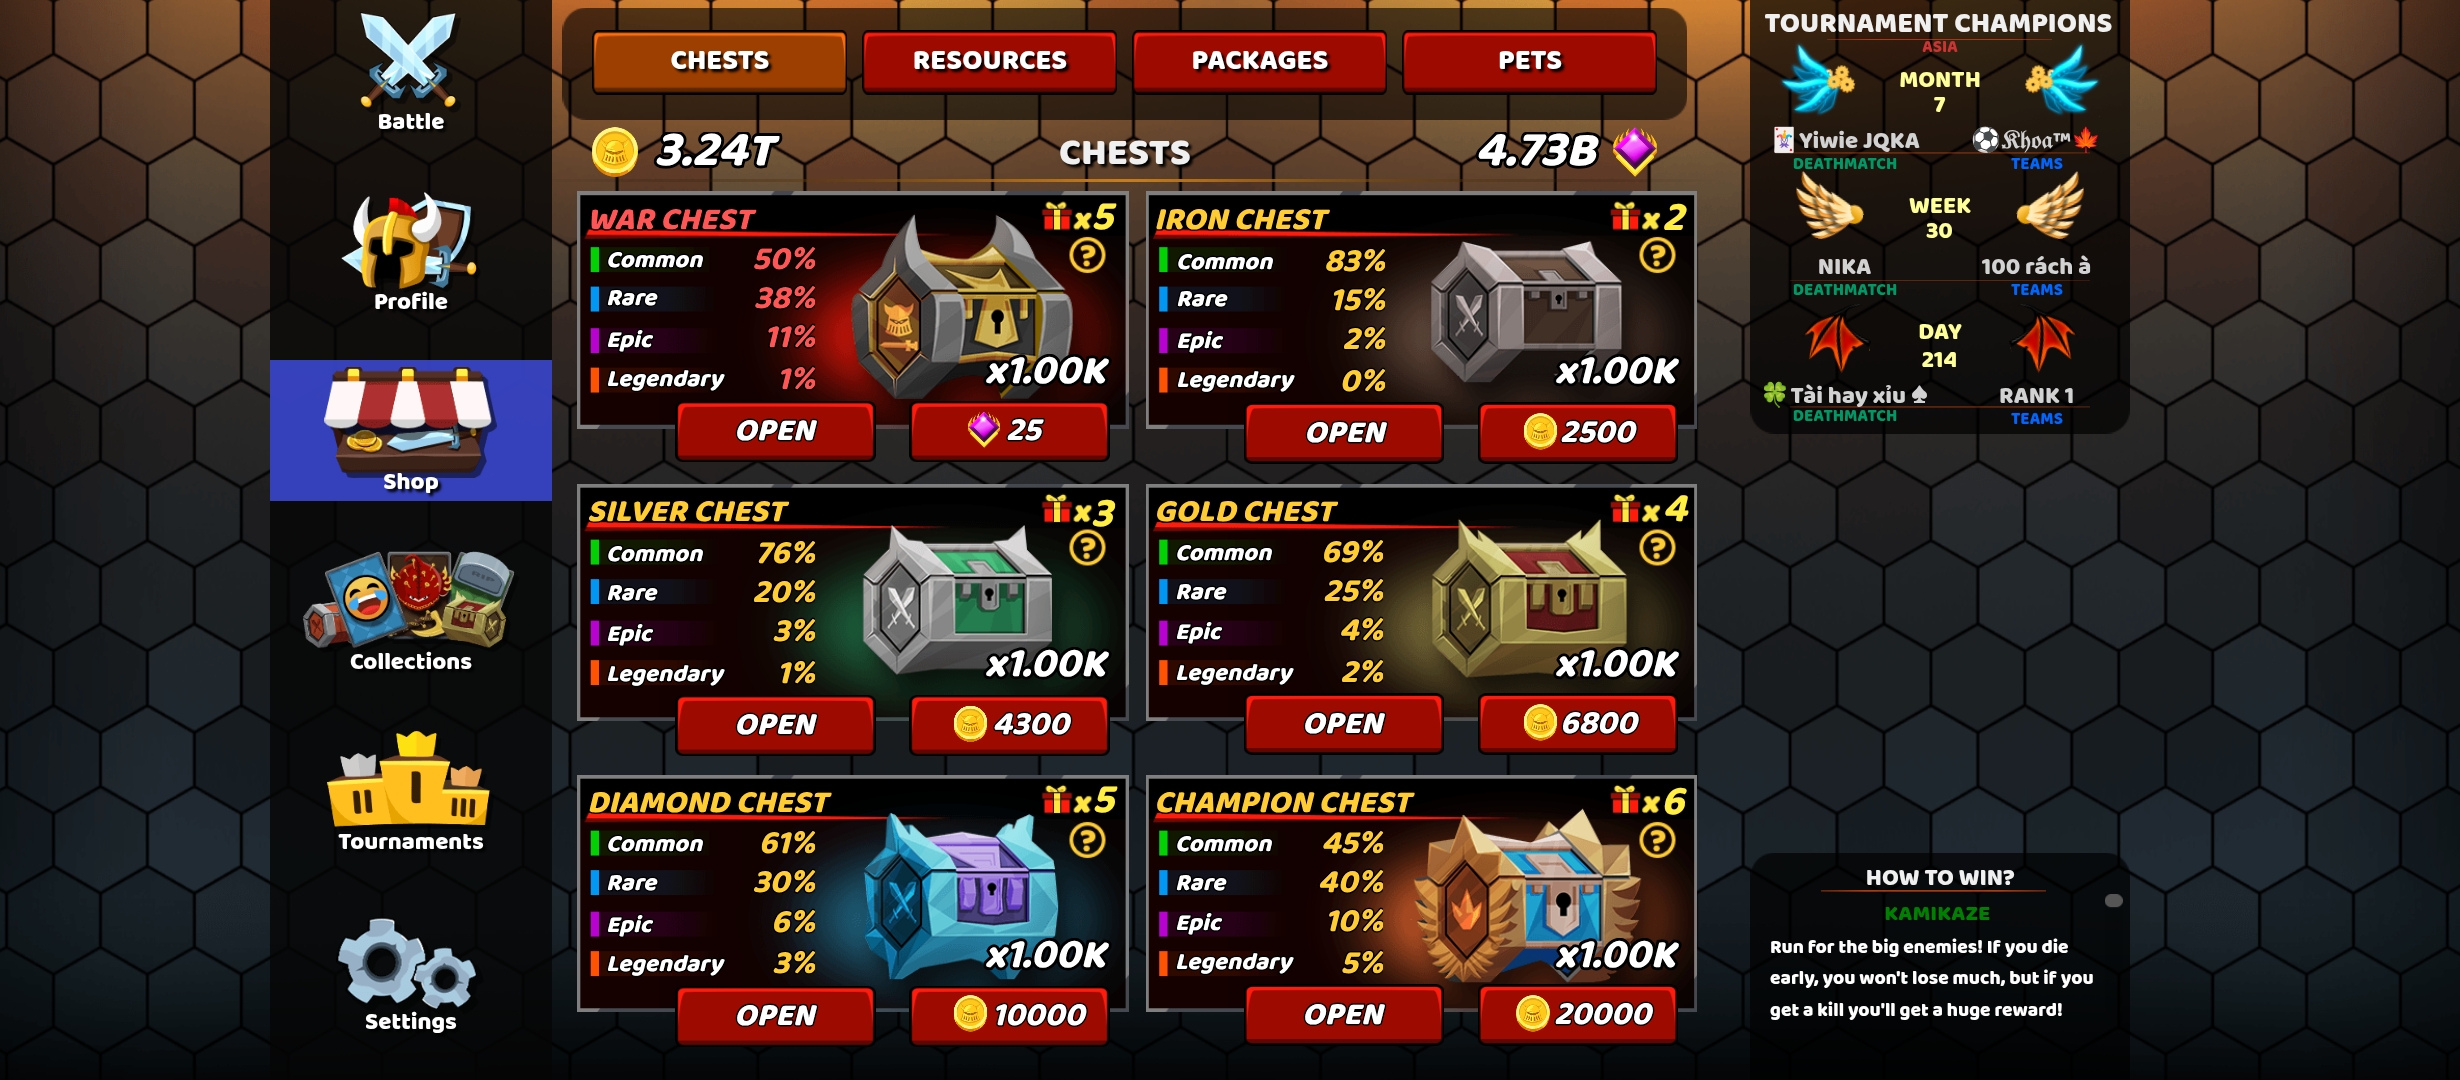 Battle
Profile
Shop
Collections
Tournaments
Settings
CHESTS
RESOURCES
PACKAGES
PETS
3.24T
CHESTS
4.73B
WAR CHEST
x5
?
Common 50%
Rare 38%
Epic 11%
Legendary 1%
x1.00K
OPEN
25
IRON CHEST
x2
?
Common 83%
Rare 15%
Epic 2%
Legendary 0%
x1.00K
OPEN
2500
SILVER CHEST
x3
?
Common 76%
Rare 20%
Epic 3%
Legendary 1%
x1.00K
OPEN
4300
GOLD CHEST
x4
?
Common 69%
Rare 25%
Epic 4%
Legendary 2%
x1.00K
OPEN
6800
DIAMOND CHEST
x5
?
Common 61%
Rare 30%
Epic 6%
Legendary 3%
x1.00K
OPEN
10000
CHAMPION CHEST
x6
?
Common 45%
Rare 40%
Epic 10%
Legendary 5%
x1.00K
OPEN
20000
TOURNAMENT CHAMPIONS
ASIA
MONTH
7
🃏Yiwie JQKA
DEATHMATCH
⚽𝕶𝖍𝖔𝖆™🍁
TEAMS
WEEK
30
NIKA
DEATHMATCH
100 rách à
TEAMS
DAY
214
🍀Tài hay xỉu ♠
DEATHMATCH
RANK 1
TEAMS
HOW TO WIN?
KAMIKAZE
Run for the big enemies! If you die
early, you won't lose much, but if you
get a kill you'll get a huge reward!